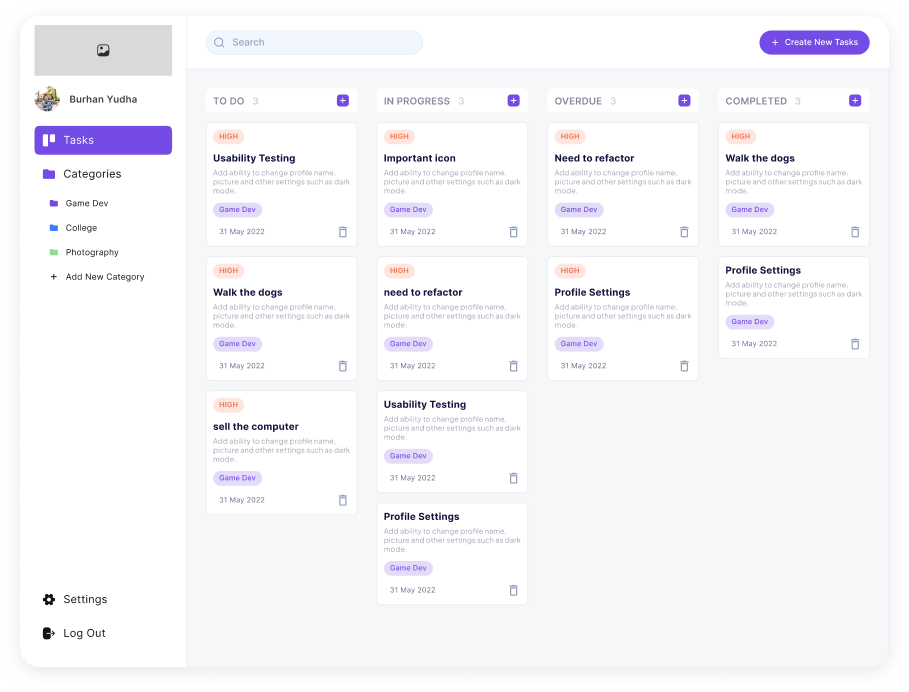 Search
+ Create New Tasks
Burhan Yudha
Tasks
Categories
Game Dev
College
Photography
+ Add New Category
Settings
Log Out
TO DO 3
HIGH
Usability Testing
Add ability to change profile name,
picture and other settings such as dark
mode.
Game Dev
31 May 2022
HIGH
Walk the dogs
Add ability to change profile name,
picture and other settings such as dark
mode.
Game Dev
31 May 2022
HIGH
sell the computer
Add ability to change profile name,
picture and other settings such as dark
mode.
Game Dev
31 May 2022
IN PROGRESS 3
HIGH
Important icon
Add ability to change profile name,
picture and other settings such as dark
mode.
Game Dev
31 May 2022
HIGH
need to refactor
Add ability to change profile name,
picture and other settings such as dark
mode.
Game Dev
31 May 2022
Usability Testing
Add ability to change profile name,
picture and other settings such as dark
mode.
Game Dev
31 May 2022
Profile Settings
Add ability to change profile name,
picture and other settings such as dark
mode.
Game Dev
31 May 2022
OVERDUE 3
HIGH
Need to refactor
Add ability to change profile name,
picture and other settings such as dark
mode.
Game Dev
31 May 2022
HIGH
Profile Settings
Add ability to change profile name,
picture and other settings such as dark
mode.
Game Dev
31 May 2022
COMPLETED 3
HIGH
Walk the dogs
Add ability to change profile name,
picture and other settings such as dark
mode.
Game Dev
31 May 2022
Profile Settings
Add ability to change profile name,
picture and other settings such as dark
mode.
Game Dev
31 May 2022